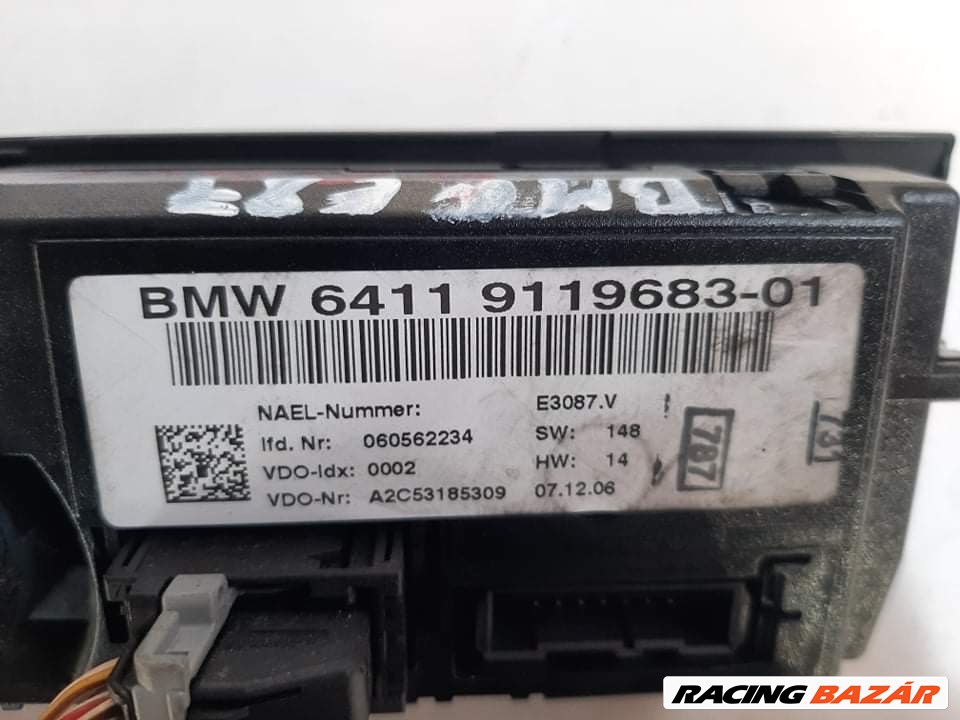 BMW E87
BMW 6411 9119683-01
NAEL-Nummer:
E3087.V
lfd. Nr: 060562234
SW: 148
VDO-Idx: 0002
HW: 14
VDO-Nr: A2C53185309
07.12.06
787
731
RACING BAZÁR